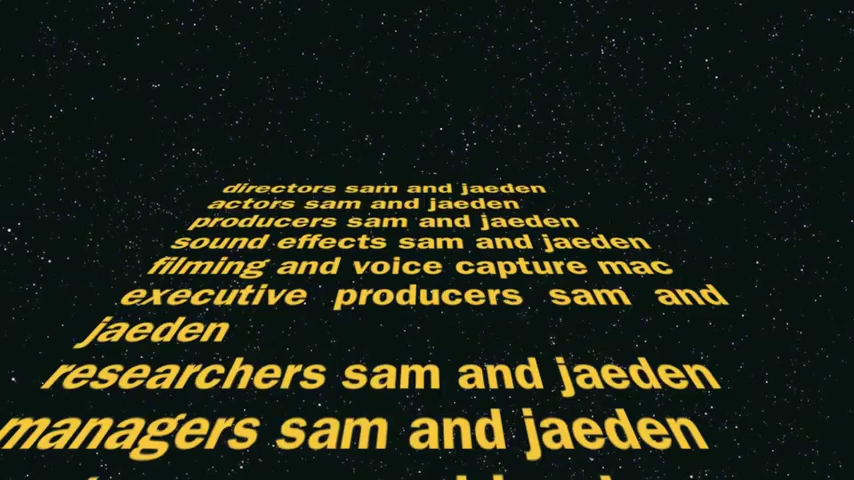 directors sam and jaeden
actors sam and jaeden
producers sam and jaeden
sound effects sam and jaeden
filming and voice capture mac
executive producers sam and
jaeden
researchers sam and jaeden
managers sam and jaeden